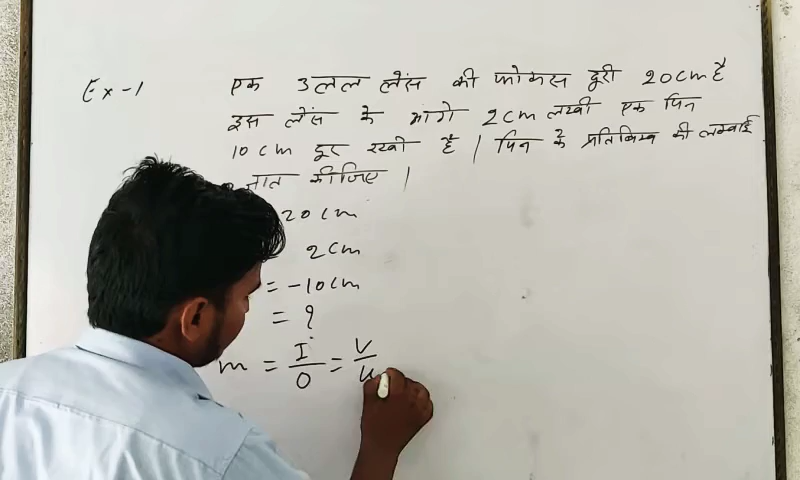 Ex-1 एक उत्तल लेंस की फोकस दूरी 20cm है
इस लेंस के आगे 2cm लम्बी एक पिन
10cm दूर रखी है | पिन के प्रतिबिम्ब की लम्बाई
ज्ञात कीजिए |
20cm
2cm
= -10cm
= ?
m = I/O = V/u